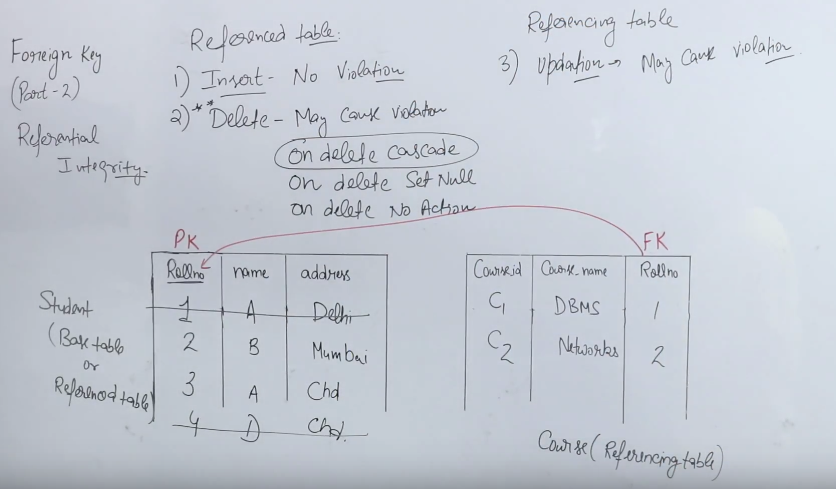 Foreign Key
(Part-2)
Referential
Integrity.
Referenced table:
1) Insert - No Violation
2) ** Delete - May Cause violation
On delete Cascade
On delete Set Null
On delete No Action
Referencing table
3) Updation → May Cause violation.
PK
Rollno name address
1 A Delhi
2 B Mumbai
3 A Chd
4 D Chd.
Student
(Base table
or
Referenced table)
FK
Course_id Course_name Rollno
C1 DBMS 1
C2 Networks 2
Course (Referencing table)